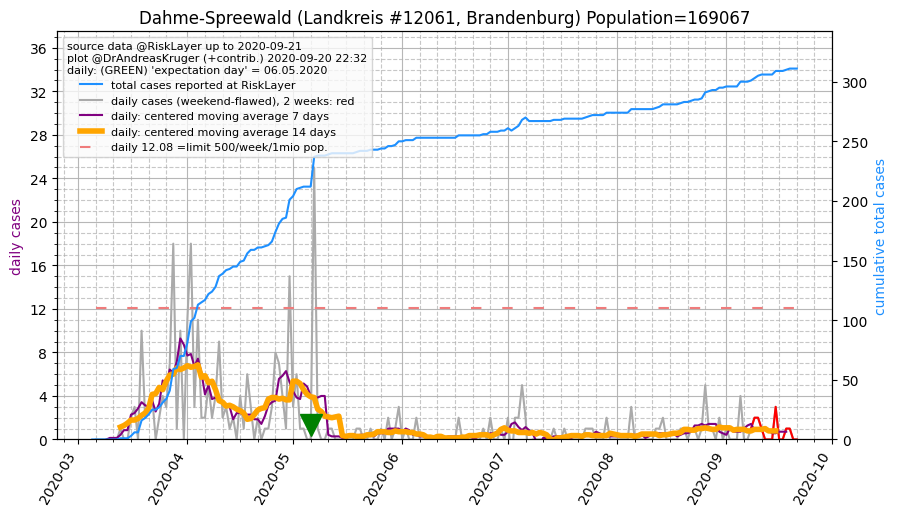 Dahme-Spreewald (Landkreis #12061, Brandenburg) Population=169067
source data @RiskLayer up to 2020-09-21
plot @DrAndreasKruger (+contrib.) 2020-09-20 22:32
daily: (GREEN) 'expectation day' = 06.05.2020
total cases reported at RiskLayer
daily cases (weekend-flawed), 2 weeks: red
daily: centered moving average 7 days
daily: centered moving average 14 days
daily 12.08 =limit 500/week/1mio pop.
daily cases
36
32
28
24
20
16
12
8
4
0
cumulative total cases
300
250
200
150
100
50
0
2020-03
2020-04
2020-05
2020-06
2020-07
2020-08
2020-09
2020-10